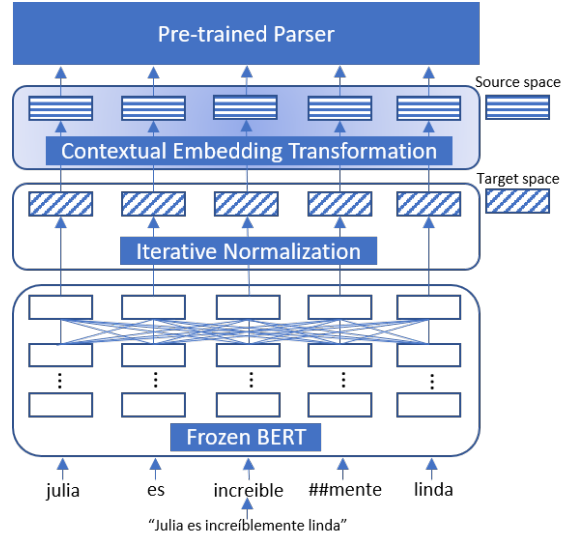 Pre-trained Parser
Source space
Contextual Embedding Transformation
Target space
Iterative Normalization
Frozen BERT
julia es increible ##mente linda
“Julia es increíblemente linda”